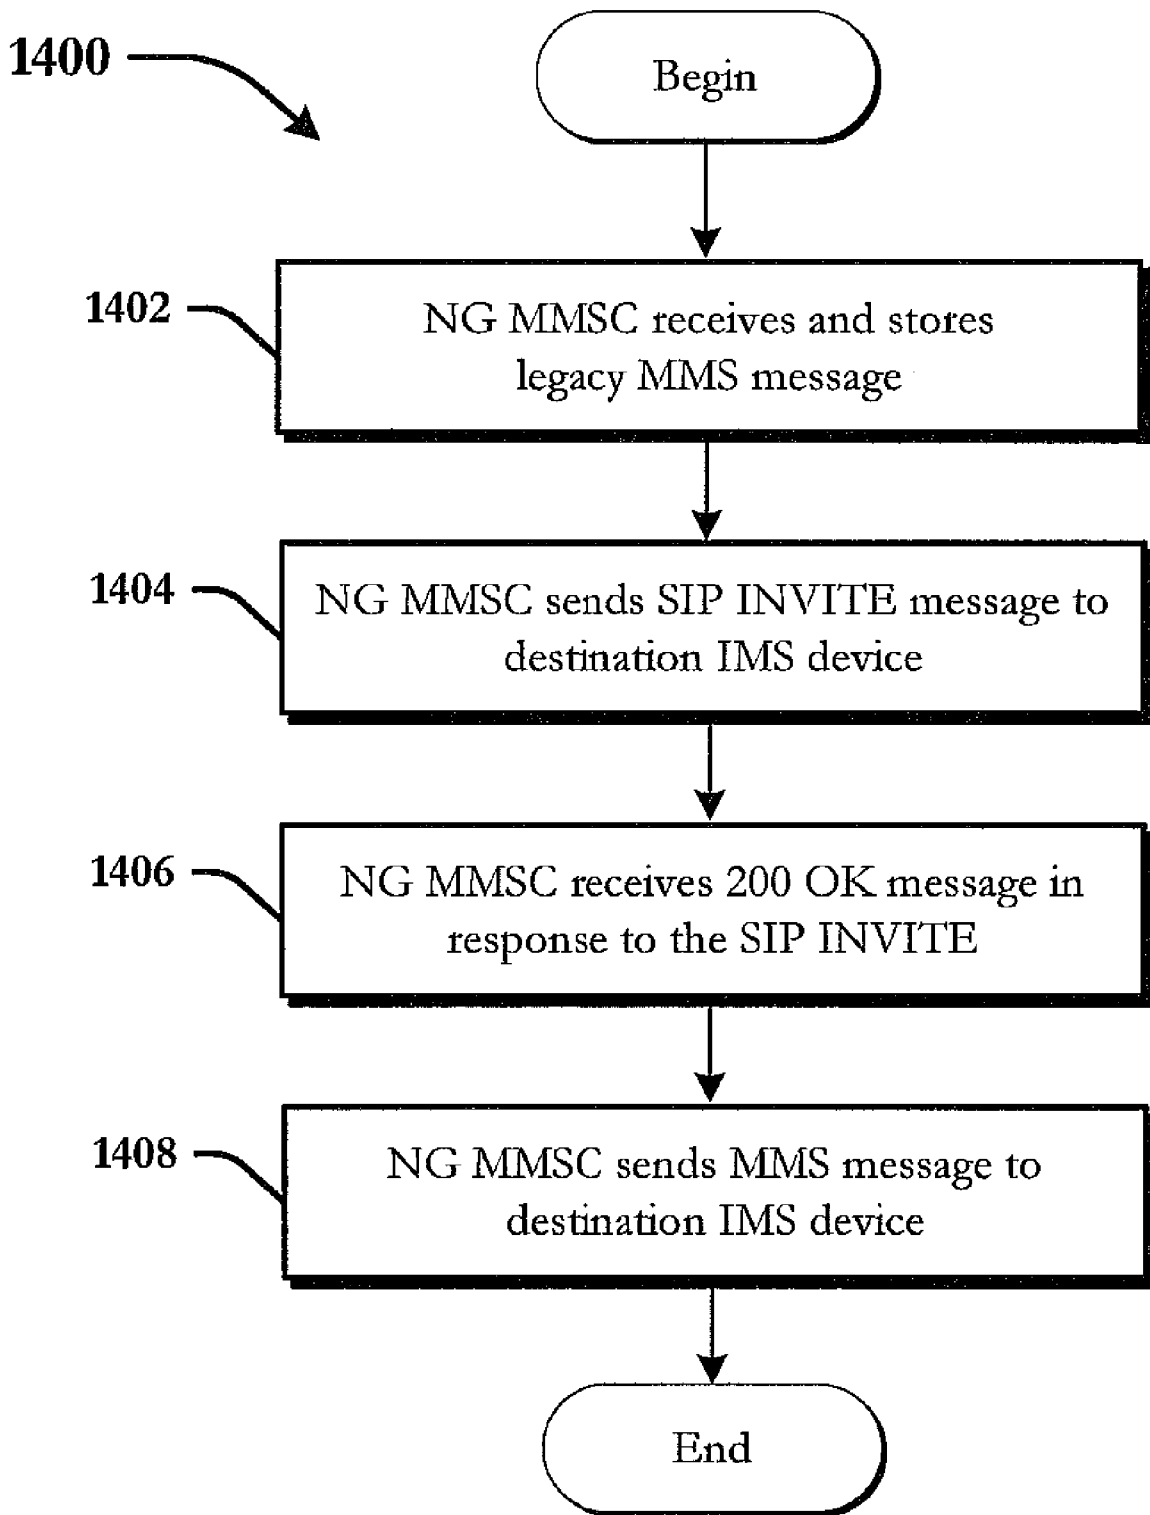 1400
Begin
1402
NG MMSC receives and stores
legacy MMS message
1404
NG MMSC sends SIP INVITE message to
destination IMS device
1406
NG MMSC receives 200 OK message in
response to the SIP INVITE
1408
NG MMSC sends MMS message to
destination IMS device
End